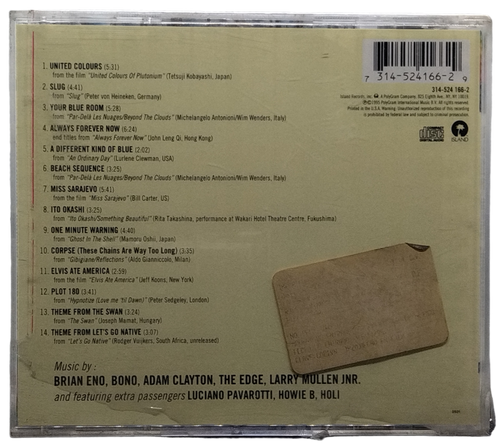 1. UNITED COLOURS (5:31)
from the film "United Colours Of Plutonium" (Tetsuji Kobayashi, Japan)
2. SLUG (4:41)
from "Slug" (Peter von Heineken, Germany)
3. YOUR BLUE ROOM (5:28)
from "Par-Delà Les Nuages/Beyond The Clouds" (Michelangelo Antonioni/Wim Wenders, Italy)
4. ALWAYS FOREVER NOW (6:24)
end titles from "Always Forever Now" (John Leng Qi, Hong Kong)
5. A DIFFERENT KIND OF BLUE (2:02)
from "An Ordinary Day" (Lurlene Clewman, USA)
6. BEACH SEQUENCE (3:25)
from "Par-Delà Les Nuages/Beyond The Clouds" (Michelangelo Antonioni/Wim Wenders, Italy)
7. MISS SARAJEVO (5:41)
from the film "Miss Sarajevo" (Bill Carter, US)
8. ITO OKASHI (3:25)
from "Ito Okashi/Something Beautiful" (Rita Takashina, performance at Wakari Hotel Theatre Centre, Fukushima)
9. ONE MINUTE WARNING (4:40)
from "Ghost In The Shell" (Mamoru Oshii, Japan)
10. CORPSE (These Chains Are Way Too Long) (3:35)
from "Gibigiane/Reflections" (Aldo Gianniccolo, Milan)
11. ELVIS ATE AMERICA (2:59)
from the film "Elvis Ate America" (Jeff Koons, New York)
12. PLOT 180 (3:41)
from "Hypnotize (Love me 'til Dawn)" (Peter Sedgeley, London)
13. THEME FROM THE SWAN (3:24)
from "The Swan" (Joseph Mamat, Hungary)
14. THEME FROM LET'S GO NATIVE (3:07)
from "Let's Go Native" (Rodger Vuijkers, South Africa, unreleased)
Music by :
BRIAN ENO, BONO, ADAM CLAYTON, THE EDGE, LARRY MULLEN JNR.
and featuring extra passengers LUCIANO PAVAROTTI, HOWIE B, HOLI
7 314-524166-2 9
314-524 166-2
ISLAND